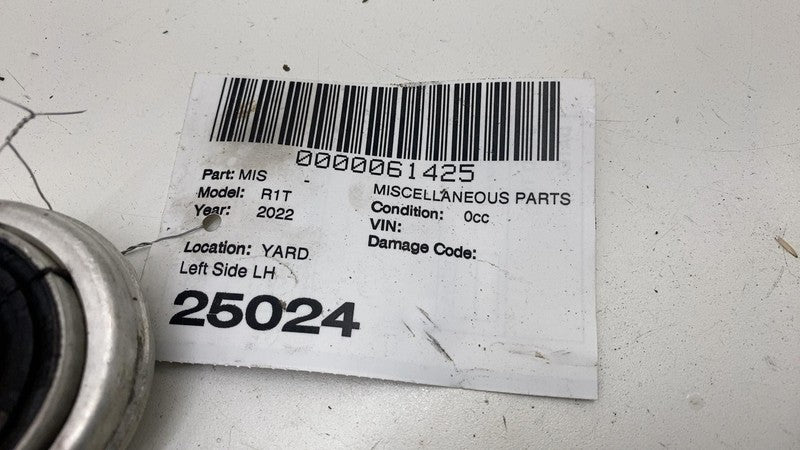 0000061425
Part: MIS -
Model: R1T
Year: 2022
MISCELLANEOUS PARTS
Condition: 0cc
VIN:
Damage Code:
Location: YARD
Left Side LH
25024